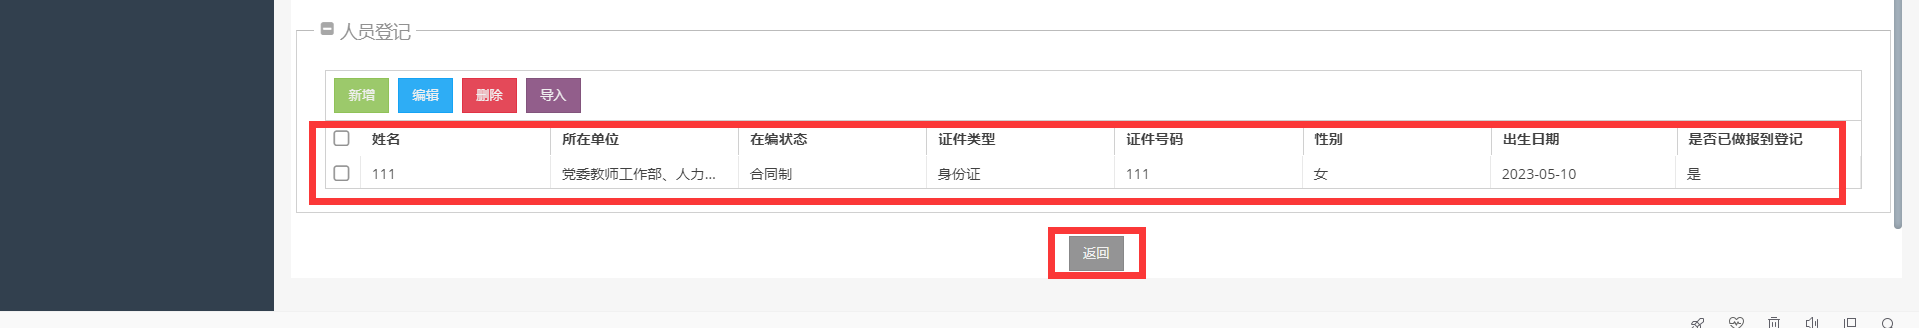 人员登记
新增 编辑 删除 导入
姓名 所在单位 在编状态 证件类型 证件号码 性别 出生日期 是否已做报到登记
111 党委教师工作部、人力... 合同制 身份证 111 女 2023-05-10 是
返回